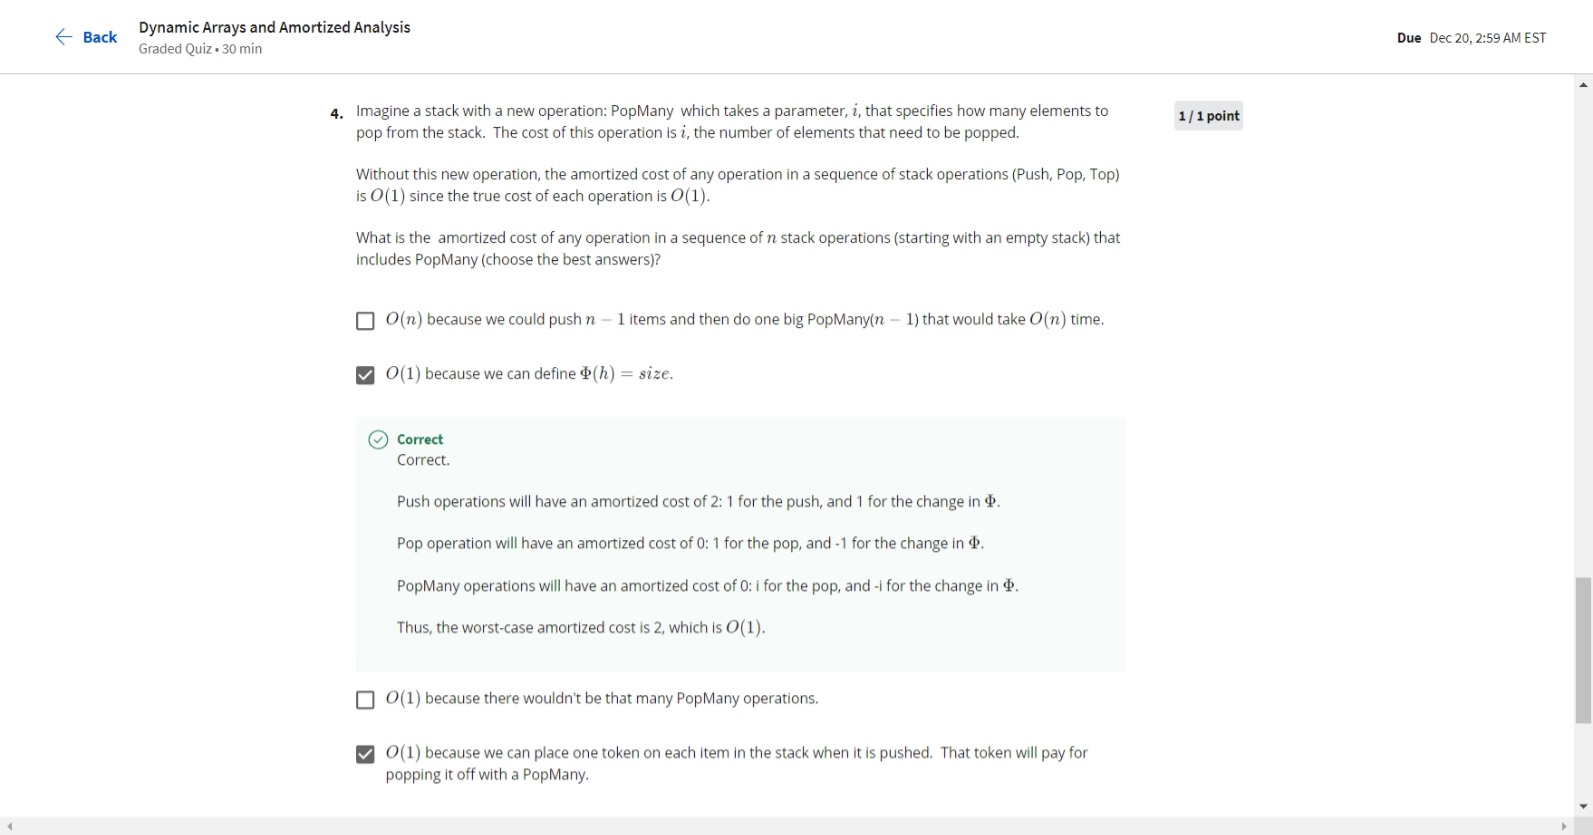 Back
Dynamic Arrays and Amortized Analysis
Graded Quiz • 30 min
Due Dec 20, 2:59 AM EST
4. Imagine a stack with a new operation: PopMany which takes a parameter, i, that specifies how many elements to
pop from the stack. The cost of this operation is i, the number of elements that need to be popped.
1 / 1 point
Without this new operation, the amortized cost of any operation in a sequence of stack operations (Push, Pop, Top)
is O(1) since the true cost of each operation is O(1).
What is the amortized cost of any operation in a sequence of n stack operations (starting with an empty stack) that
includes PopMany (choose the best answers)?
O(n) because we could push n − 1 items and then do one big PopMany(n − 1) that would take O(n) time.
O(1) because we can define Φ(h) = size.
Correct
Correct.
Push operations will have an amortized cost of 2: 1 for the push, and 1 for the change in Φ.
Pop operation will have an amortized cost of 0: 1 for the pop, and -1 for the change in Φ.
PopMany operations will have an amortized cost of 0: i for the pop, and -i for the change in Φ.
Thus, the worst-case amortized cost is 2, which is O(1).
O(1) because there wouldn't be that many PopMany operations.
O(1) because we can place one token on each item in the stack when it is pushed. That token will pay for
popping it off with a PopMany.